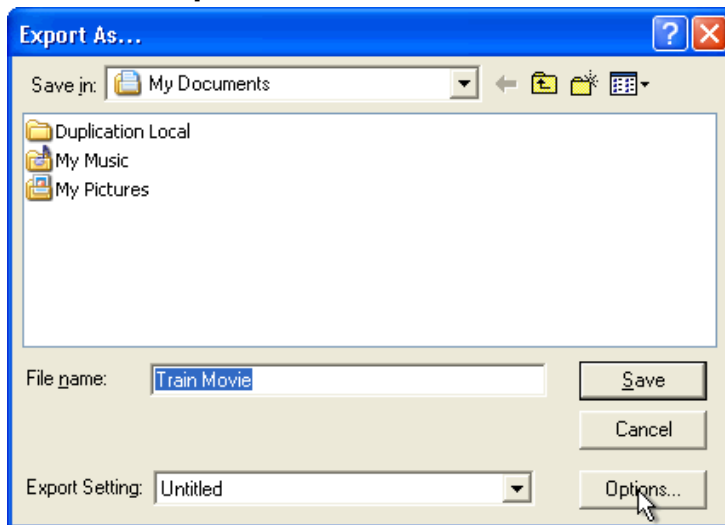 Export As...
Save in: My Documents
Duplication Local
My Music
My Pictures
File name: Train Movie Save
Cancel
Export Setting: Untitled Options...